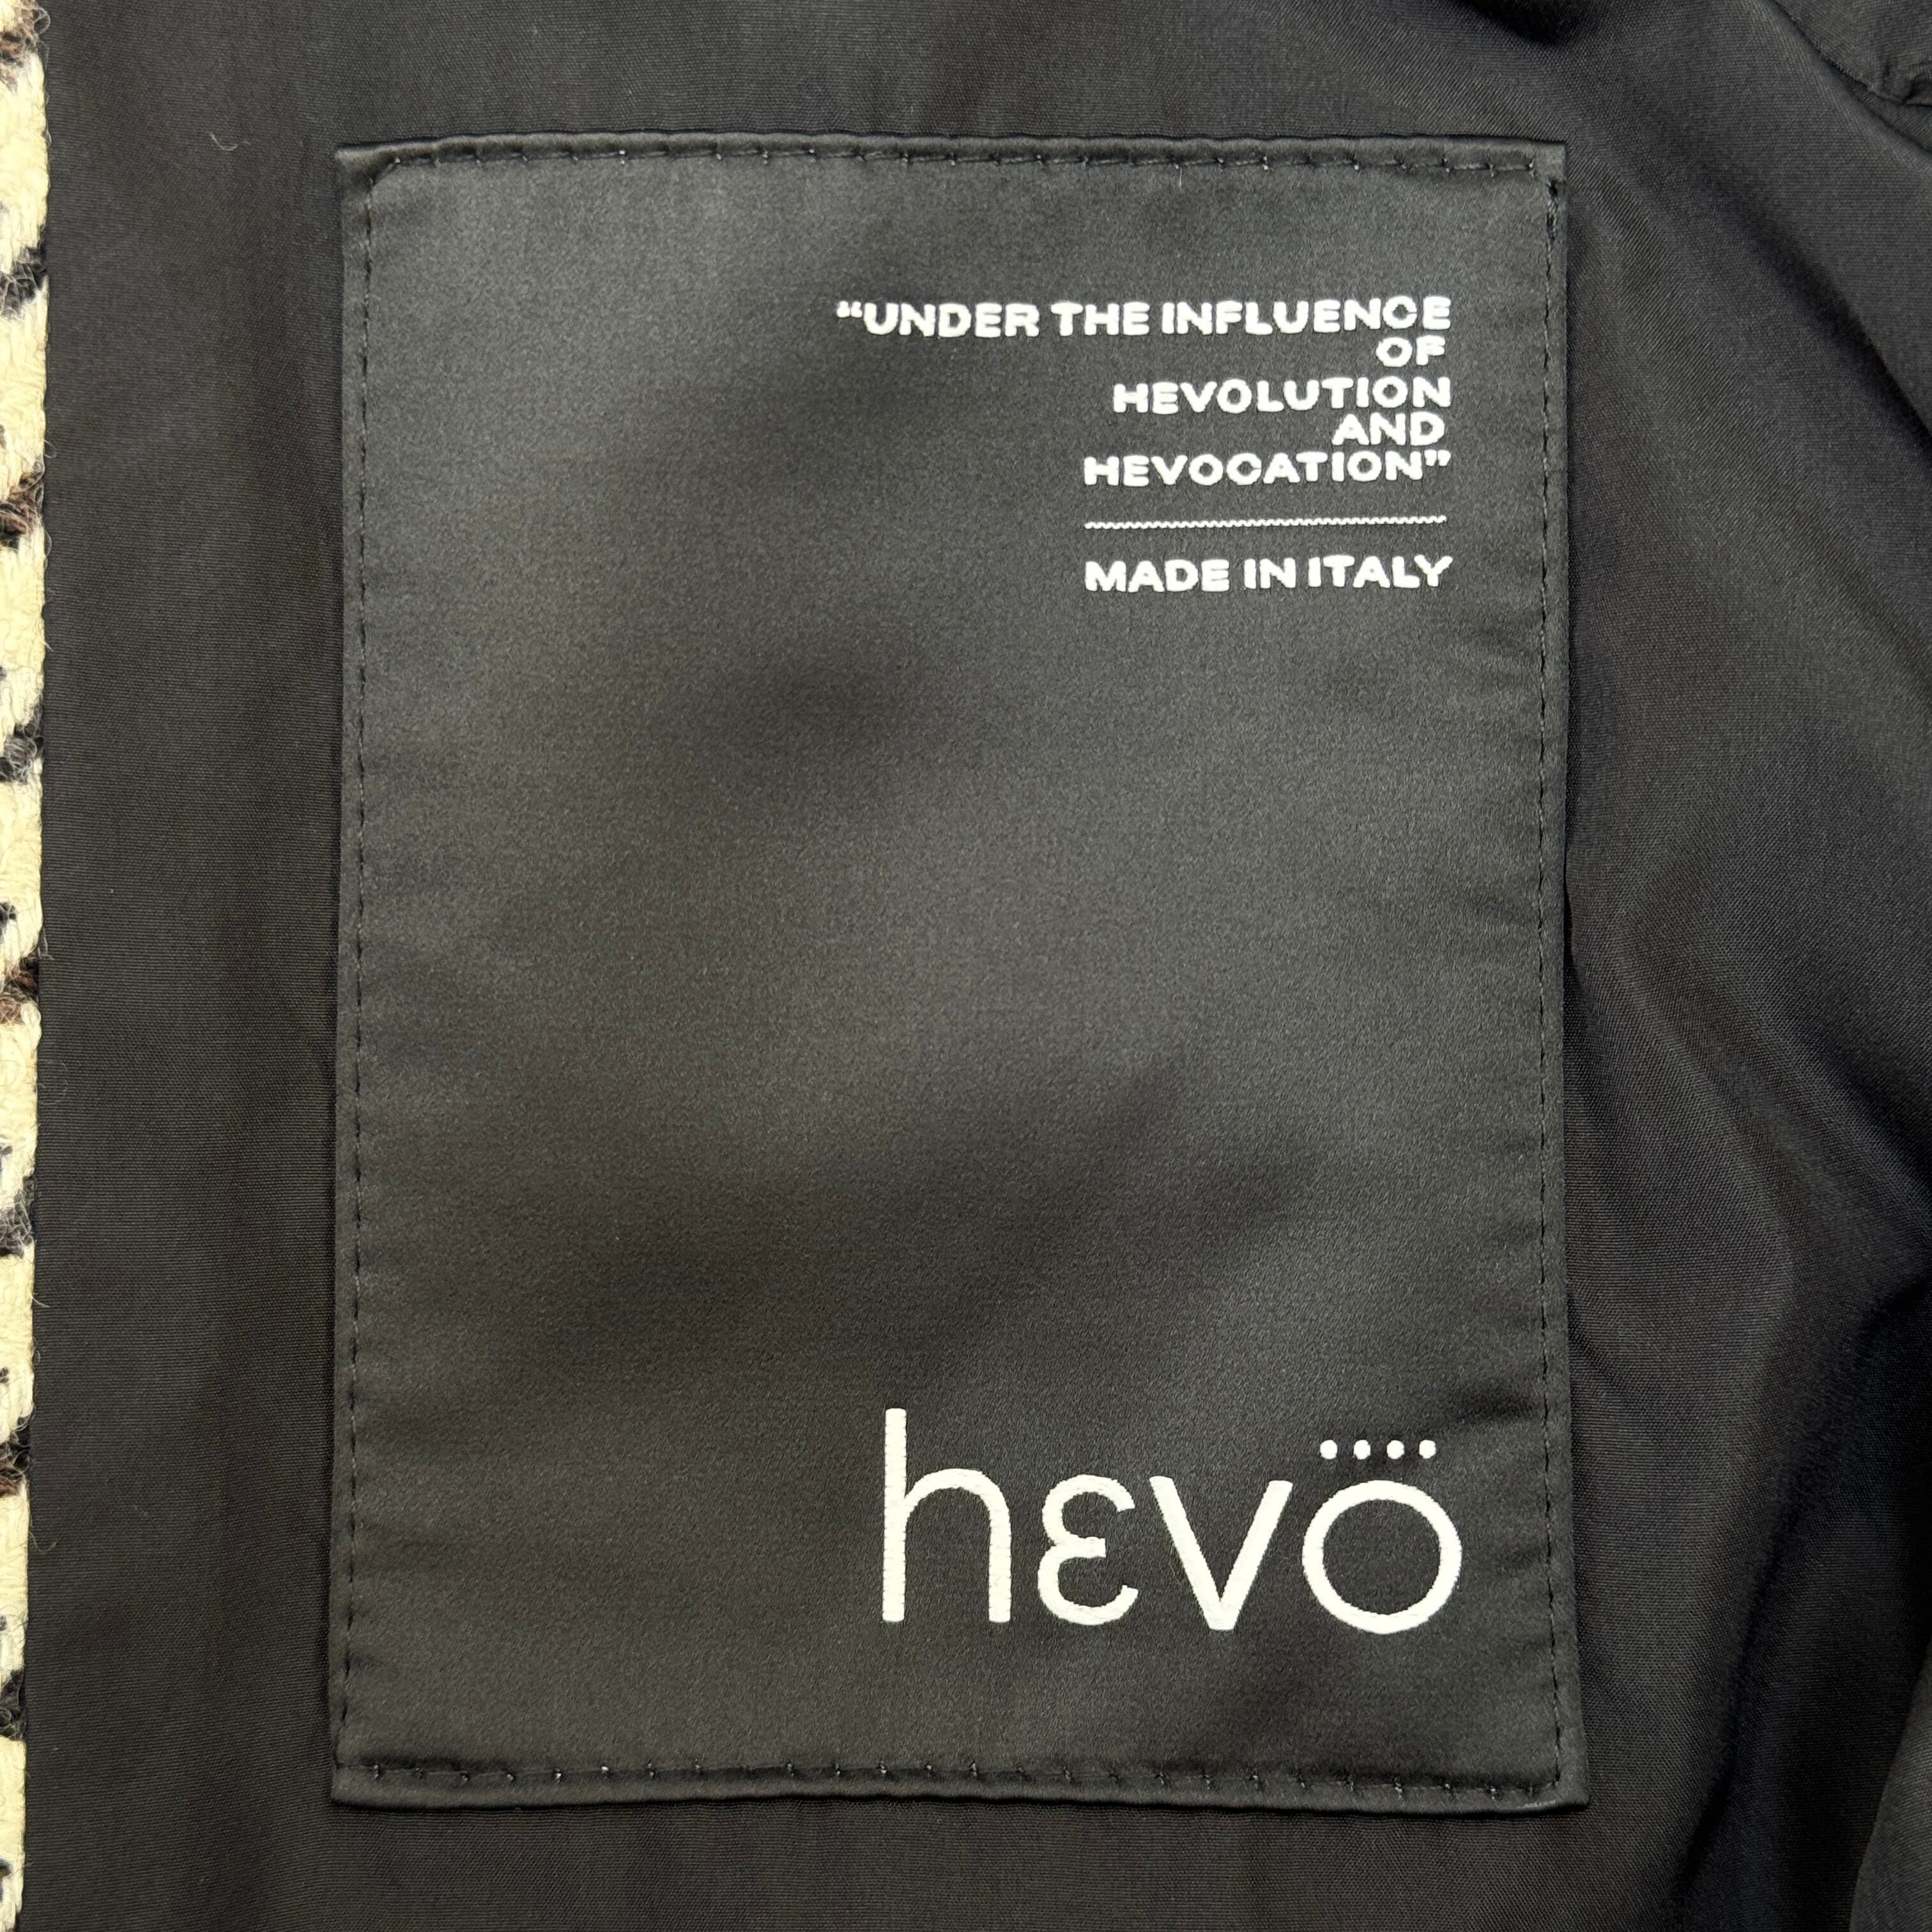 “UNDER THE INFLUENCE
OF
HEVOLUTION
AND
HEVOCATION”
MADE IN ITALY
hεvö